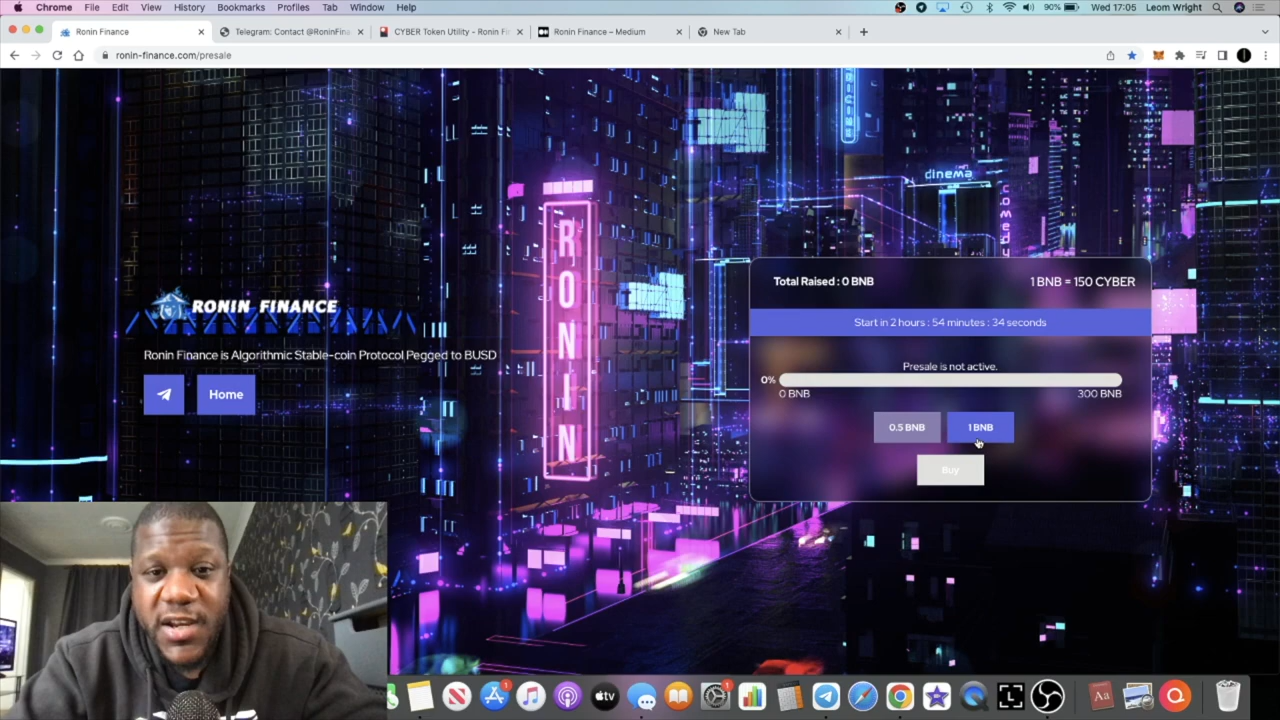 Chrome File Edit View History Bookmarks Profiles Tab Window Help 90% Wed 17:05 Leom Wright
Ronin Finance Telegram: Contact @RoninFina CYBER Token Utility - Ronin Fi Ronin Finance – Medium New Tab
ronin-finance.com/presale
cinema
RONIN
Total Raised : 0 BNB 1 BNB = 150 CYBER
RONIN FINANCE
Start in 2 hours : 54 minutes : 34 seconds
Ronin Finance is Algorithmic Stable-coin Protocol Pegged to BUSD
Presale is not active.
0%
0 BNB 300 BNB
Home
0.5 BNB 1 BNB
Buy
1 tv 1 L Aa